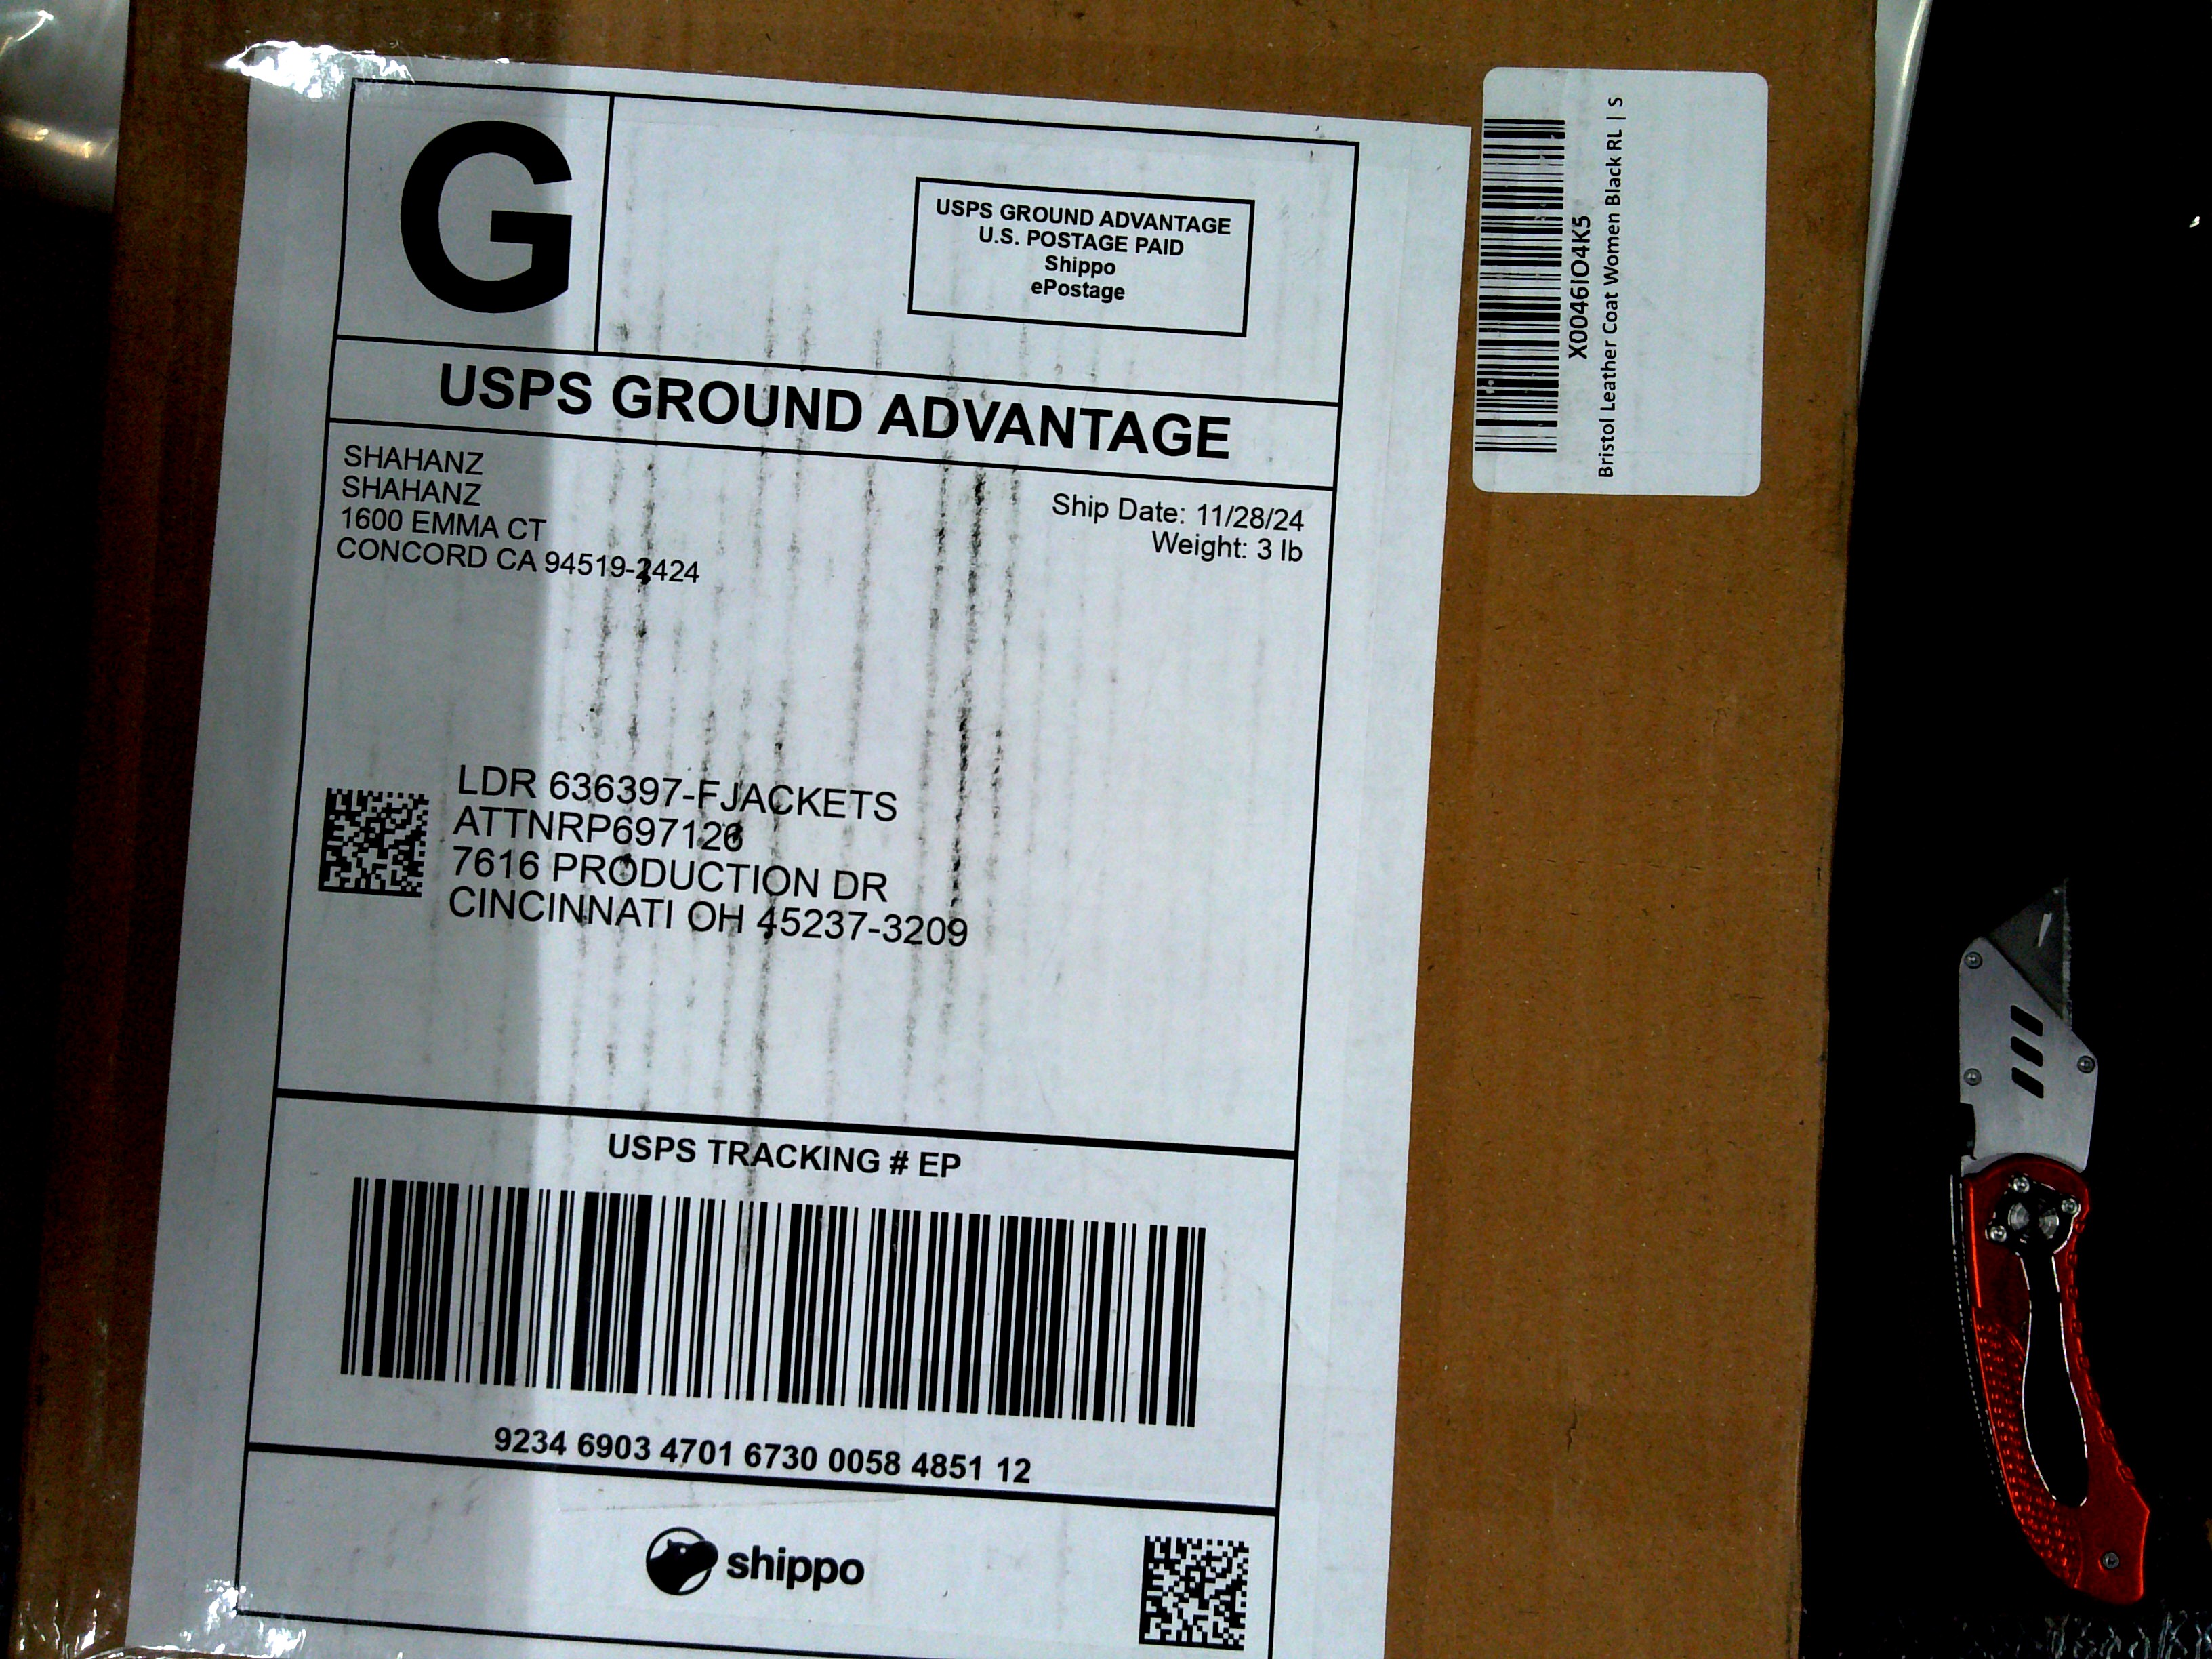 G
USPS GROUND ADVANTAGE
U.S. POSTAGE PAID
Shippo
ePostage
USPS GROUND ADVANTAGE
SHAHANZ
SHAHANZ
1600 EMMA CT
CONCORD CA 94519-2424
Ship Date: 11/28/24
Weight: 3 lb
LDR 636397-FJACKETS
ATTNRP697126
7616 PRODUCTION DR
CINCINNATI OH 45237-3209
USPS TRACKING # EP
9234 6903 4701 6730 0058 4851 12
shippo
X0046IO4K5
Bristol Leather Coat Women Black RL | S